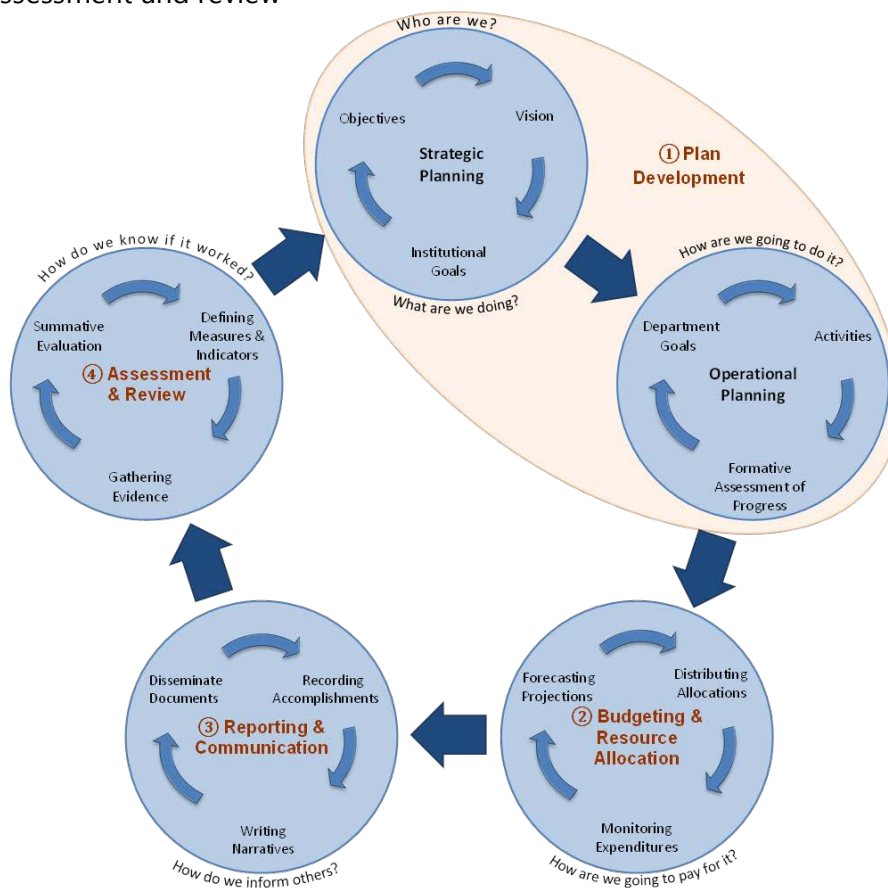 ssessment and review
Who are we?
Objectives
Vision
Strategic
Planning
Institutional
Goals
What are we doing?
① Plan
Development
How are we going to do it?
Department
Goals
Activities
Operational
Planning
Formative
Assessment of
Progress
How do we know if it worked?
Summative
Evaluation
Defining
Measures &
Indicators
④ Assessment
& Review
Gathering
Evidence
Disseminate
Documents
Recording
Accomplishments
③ Reporting &
Communication
Writing
Narratives
How do we inform others?
Forecasting
Projections
Distributing
Allocations
② Budgeting &
Resource
Allocation
Monitoring
Expenditures
How are we going to pay for it?